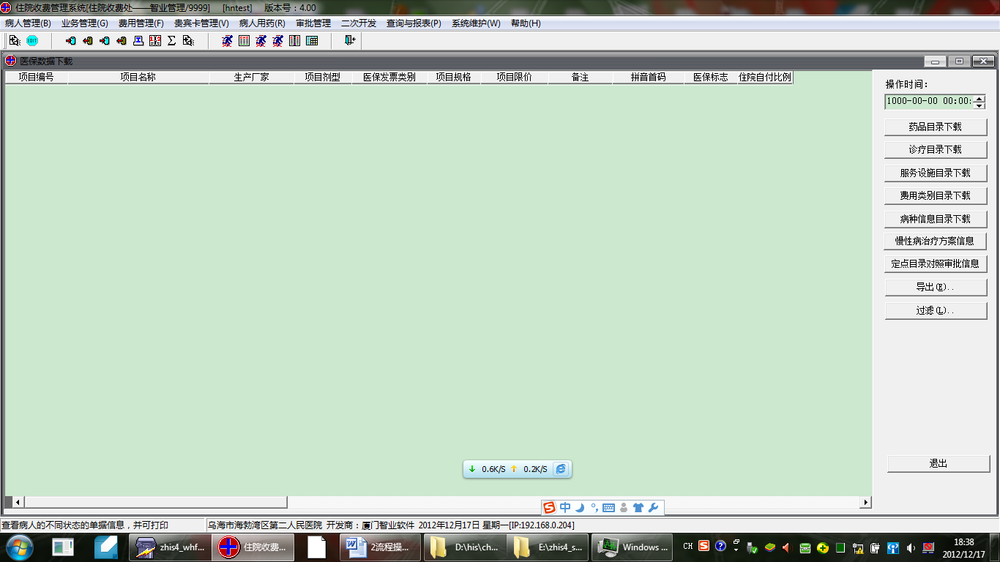 住院收费管理系统[住院收费处——智业管理/9999] [hntest] 版本号：4.00
病人管理(B) 业务管理(G) 费用管理(F) 贵宾卡管理(V) 病人用药(R) 审批管理 二次开发 查询与报表(P) 系统维护(W) 帮助(H)
EDIT
医保数据下载
项目编号 项目名称 生产厂家 项目剂型 医保发票类别 项目规格 项目限价 备注 拼音首码 医保标志 住院自付比例
操作时间：
1000-00-00 00:00:
药品目录下载
诊疗目录下载
服务设施目录下载
费用类别目录下载
病种信息目录下载
慢性病治疗方案信息
定点目录对照审批信息
导出(E)..
过滤(L)..
0.6K/S 0.2K/S
退出
中
查看病人的不同状态的单据信息，并可打印 乌海市海勃湾区第二人民医院 开发商：厦门智业软件 2012年12月17日 星期一[IP:192.168.0.204]
zhis4_whf... 住院收费... 2流程操... D:\his\ch... E:\zhis4_s... Windows ... CH 18:38
2012/12/17